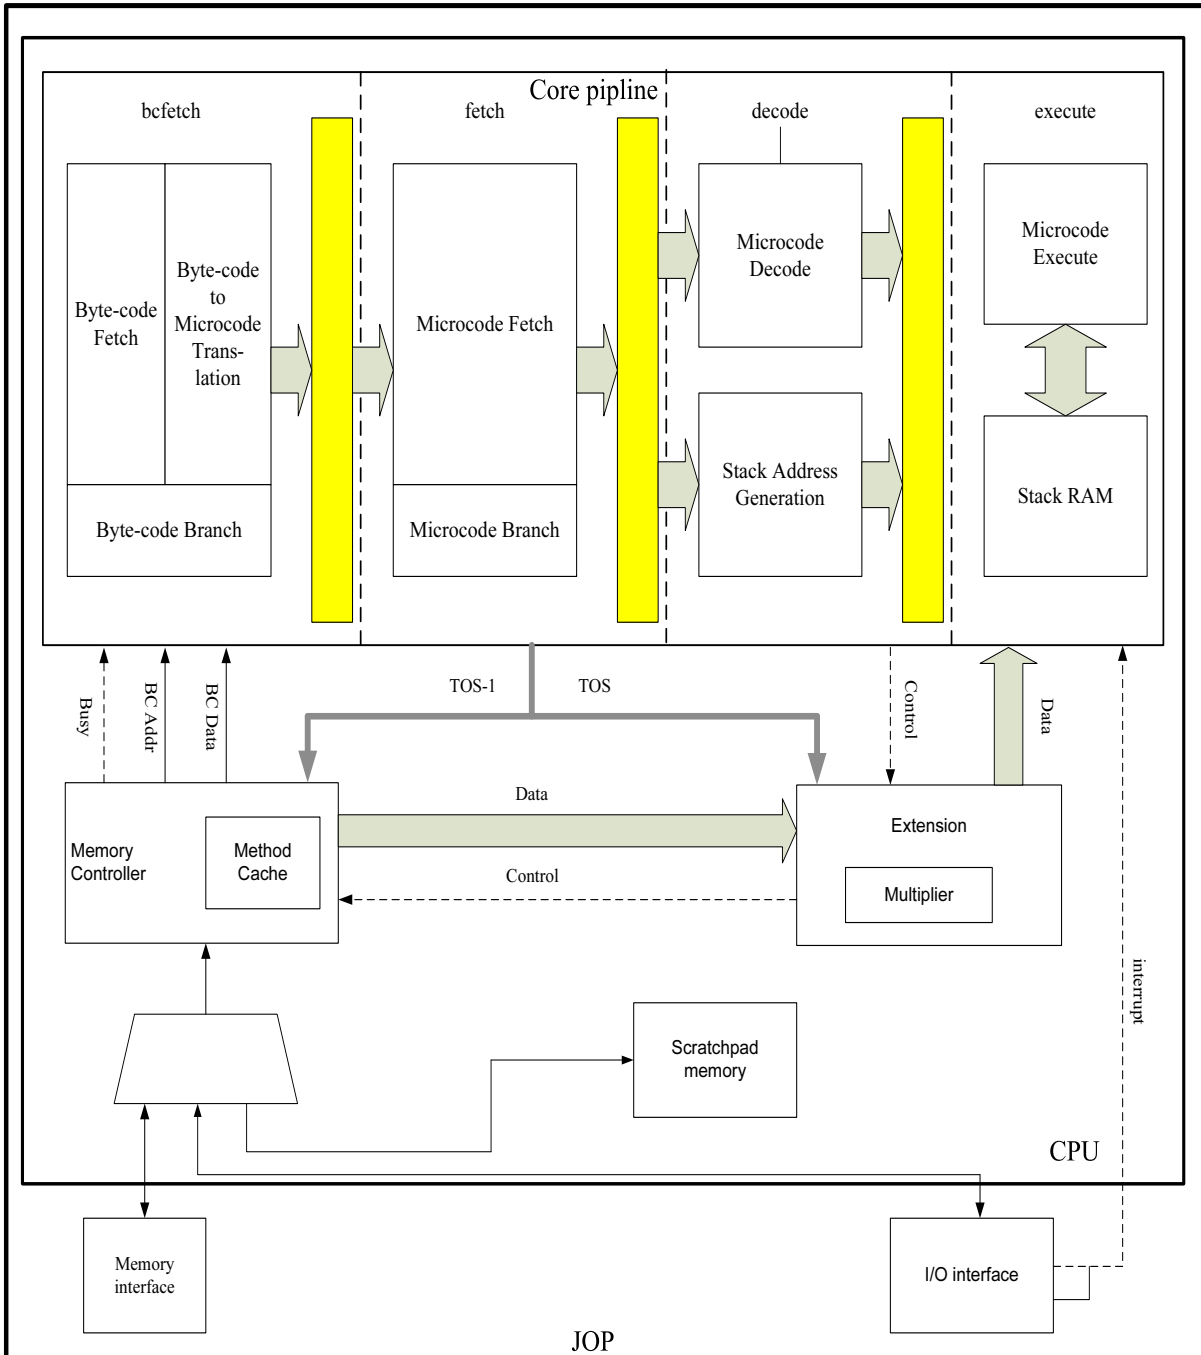 Core pipline
bcfetch
fetch
decode
execute
Byte-code
Fetch
Byte-code
to
Microcode
Trans-
lation
Byte-code Branch
Microcode Fetch
Microcode Branch
Microcode
Decode
Stack Address
Generation
Microcode
Execute
Stack RAM
Busy
BC Addr
BC Data
TOS-1
TOS
Control
Data
Memory
Controller
Method
Cache
Data
Control
Extension
Multiplier
interrupt
Scratchpad
memory
CPU
Memory
interface
I/O interface
JOP